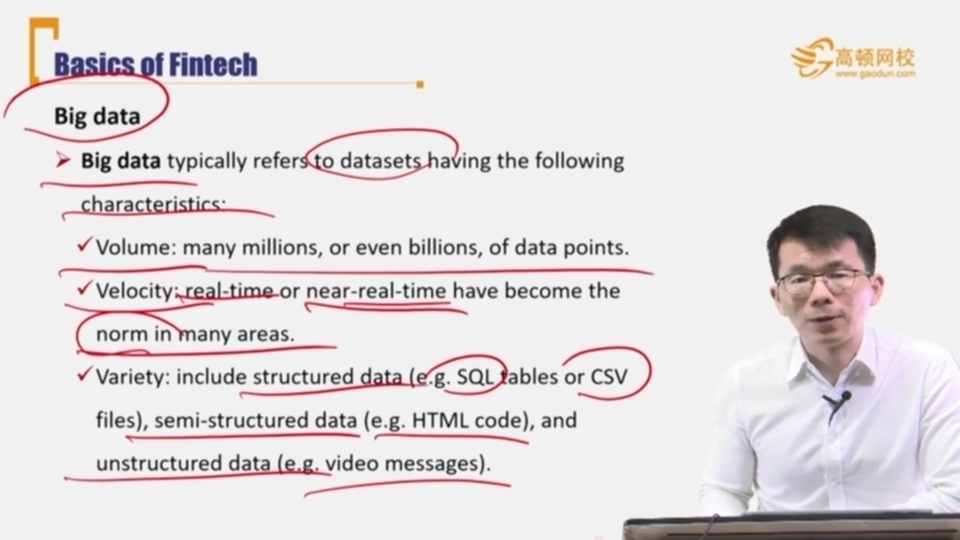 Basics of Fintech
高顿网校
www.gaodun.com
Big data
Big data typically refers to datasets having the following
characteristics:
Volume: many millions, or even billions, of data points.
Velocity: real-time or near-real-time have become the
norm in many areas.
Variety: include structured data (e.g. SQL tables or CSV
files), semi-structured data (e.g. HTML code), and
unstructured data (e.g. video messages).